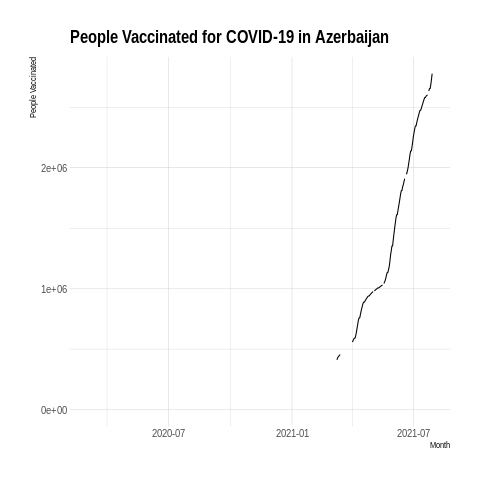 People Vaccinated for COVID-19 in Azerbaijan
People Vaccinated
2e+06
1e+06
0e+00
2020-07 2021-01 2021-07
Month